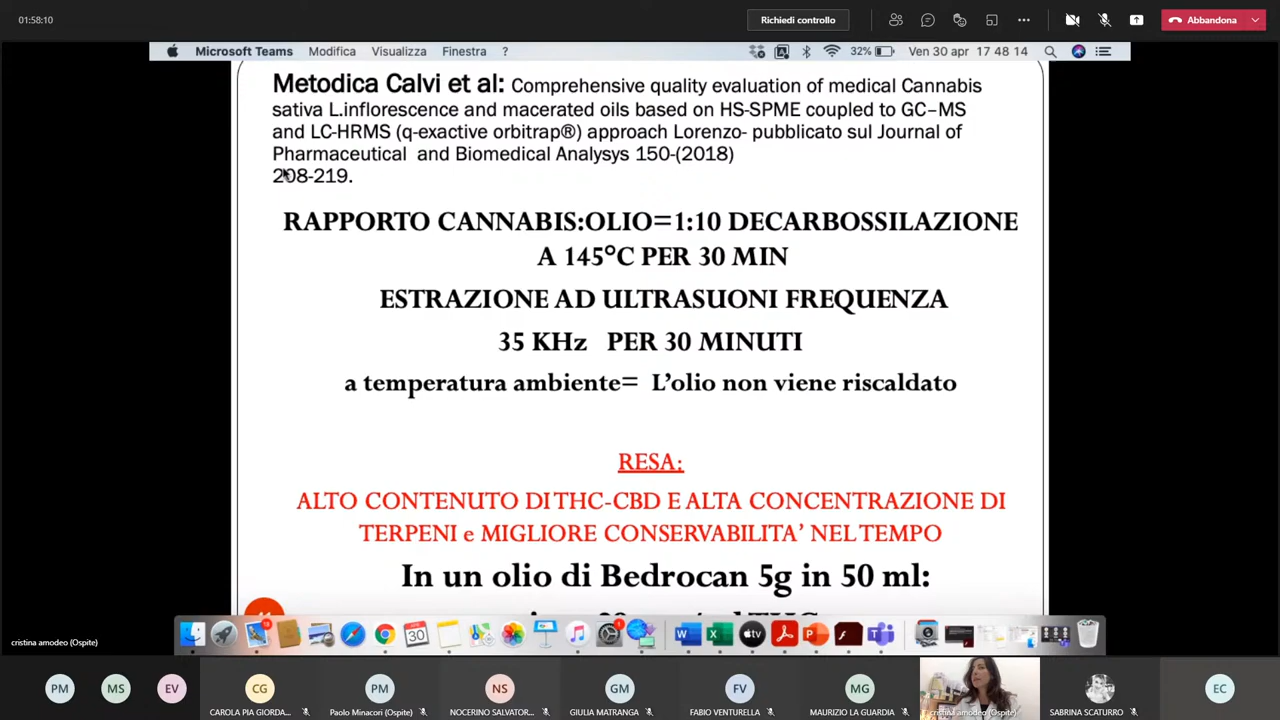 01:58:10
Richiedi controllo
Abbandona
Microsoft Teams Modifica Visualizza Finestra ?
32% Ven 30 apr 17 48 14
Metodica Calvi et al: Comprehensive quality evaluation of medical Cannabis
sativa L.inflorescence and macerated oils based on HS-SPME coupled to GC–MS
and LC-HRMS (q-exactive orbitrap®) approach Lorenzo- pubblicato sul Journal of
Pharmaceutical and Biomedical Analysys 150-(2018)
208-219.
RAPPORTO CANNABIS:OLIO=1:10 DECARBOSSILAZIONE
A 145°C PER 30 MIN
ESTRAZIONE AD ULTRASUONI FREQUENZA
35 KHz PER 30 MINUTI
a temperatura ambiente= L'olio non viene riscaldato
RESA:
ALTO CONTENUTO DI THC-CBD E ALTA CONCENTRAZIONE DI
TERPENI e MIGLIORE CONSERVABILITA' NEL TEMPO
In un olio di Bedrocan 5g in 50 ml:
cristina amodeo (Ospite)
PM MS EV CG PM NS GM FV MG EC
CAROLA PIA GIORDA... Paolo Minacori (Ospite) NOCERINO SALVATOR... GIULIA MATRANGA FABIO VENTURELLA MAURIZIO LA GUARDIA cristina amodeo (Ospite) SABRINA SCATURRO